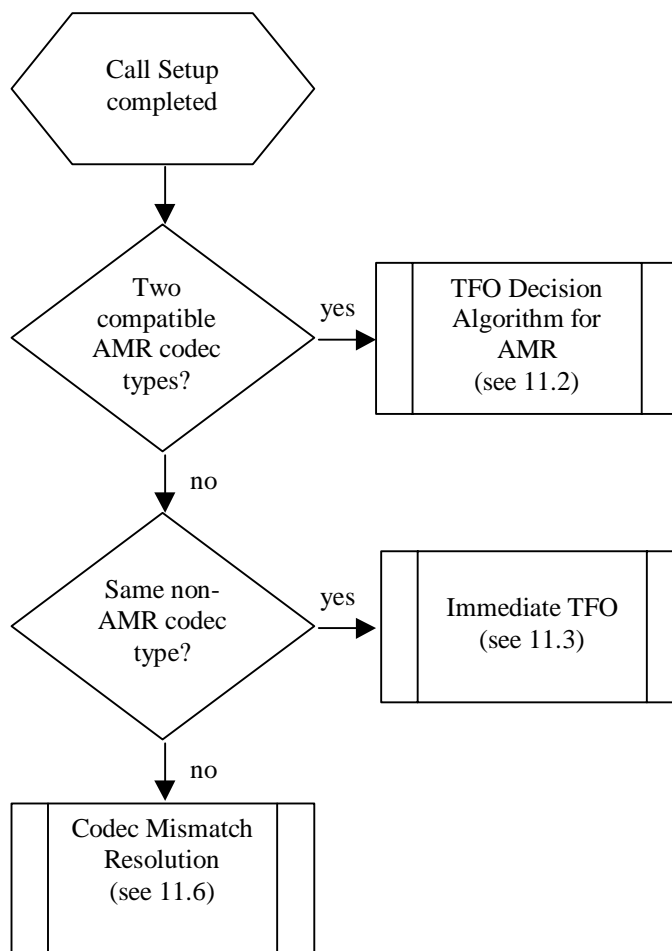 Call Setup
completed
Two
compatible
AMR codec
types?
yes
TFO Decision
Algorithm for
AMR
(see 11.2)
no
Same non-
AMR codec
type?
yes
Immediate TFO
(see 11.3)
no
Codec Mismatch
Resolution
(see 11.6)